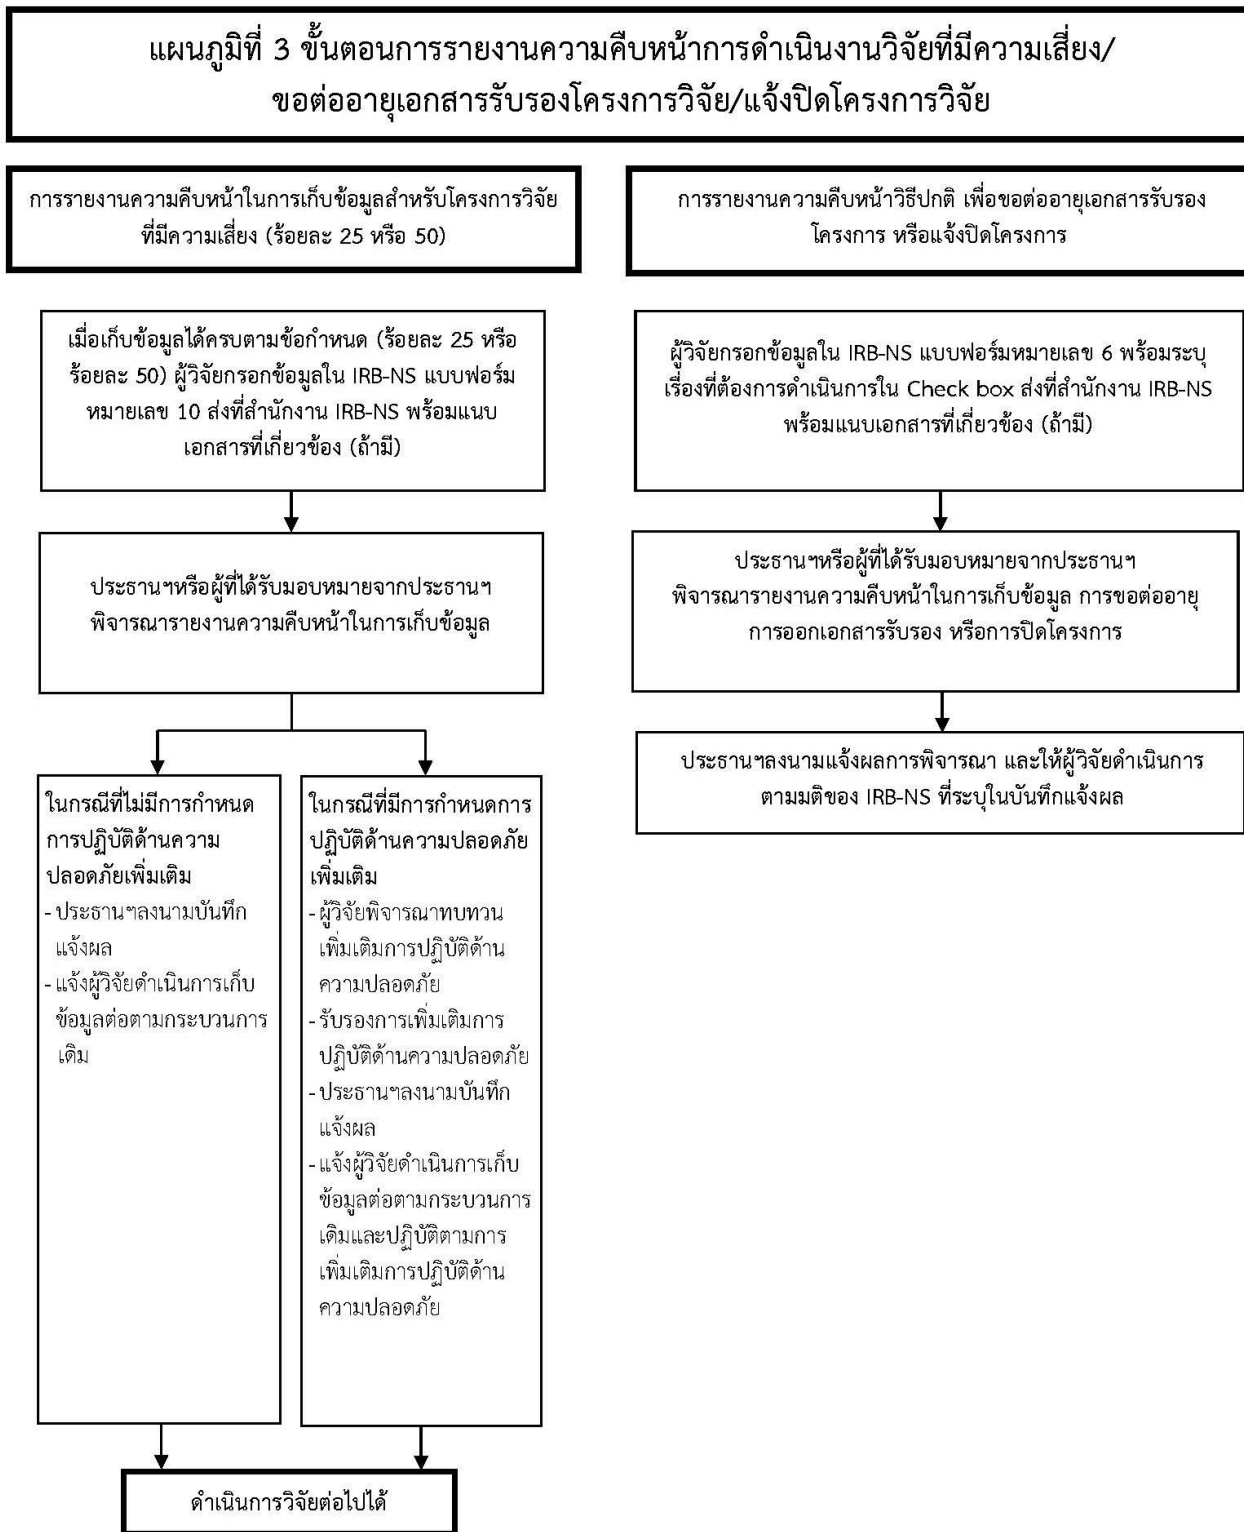 แผนภูมิที่ 3 ขั้นตอนการรายงานความคืบหน้าการดำเนินงานวิจัยที่มีความเสี่ยง/
ขอต่ออายุเอกสารรับรองโครงการวิจัย/แจ้งปิดโครงการวิจัย
การรายงานความคืบหน้าในการเก็บข้อมูลสำหรับโครงการวิจัย
ที่มีความเสี่ยง (ร้อยละ 25 หรือ 50)
เมื่อเก็บข้อมูลได้ครบตามข้อกำหนด (ร้อยละ 25 หรือ
ร้อยละ 50) ผู้วิจัยกรอกข้อมูลใน IRB-NS แบบฟอร์ม
หมายเลข 10 ส่งที่สำนักงาน IRB-NS พร้อมแนบ
เอกสารที่เกี่ยวข้อง (ถ้ามี)
ประธานฯหรือผู้ที่ได้รับมอบหมายจากประธานฯ
พิจารณารายงานความคืบหน้าในการเก็บข้อมูล
ในกรณีที่ไม่มีการกำหนด
การปฏิบัติด้านความ
ปลอดภัยเพิ่มเติม
- ประธานฯลงนามบันทึก
แจ้งผล
- แจ้งผู้วิจัยดำเนินการเก็บ
ข้อมูลต่อตามกระบวนการ
เดิม
ในกรณีที่มีการกำหนดการ
ปฏิบัติด้านความปลอดภัย
เพิ่มเติม
- ผู้วิจัยพิจารณาทบทวน
เพิ่มเติมการปฏิบัติด้าน
ความปลอดภัย
- รับรองการเพิ่มเติมการ
ปฏิบัติด้านความปลอดภัย
- ประธานฯลงนามบันทึก
แจ้งผล
- แจ้งผู้วิจัยดำเนินการเก็บ
ข้อมูลต่อตามกระบวนการ
เดิมและปฏิบัติตามการ
เพิ่มเติมการปฏิบัติด้าน
ความปลอดภัย
ดำเนินการวิจัยต่อไปได้
การรายงานความคืบหน้าวิธีปกติ เพื่อขอต่ออายุเอกสารรับรอง
โครงการ หรือแจ้งปิดโครงการ
ผู้วิจัยกรอกข้อมูลใน IRB-NS แบบฟอร์มหมายเลข 6 พร้อมระบุ
เรื่องที่ต้องการดำเนินการใน Check box ส่งที่สำนักงาน IRB-NS
พร้อมแนบเอกสารที่เกี่ยวข้อง (ถ้ามี)
ประธานฯหรือผู้ที่ได้รับมอบหมายจากประธานฯ
พิจารณารายงานความคืบหน้าในการเก็บข้อมูล การขอต่ออายุ
การออกเอกสารรับรอง หรือการปิดโครงการ
ประธานฯลงนามแจ้งผลการพิจารณา และให้ผู้วิจัยดำเนินการ
ตามมติของ IRB-NS ที่ระบุในบันทึกแจ้งผล